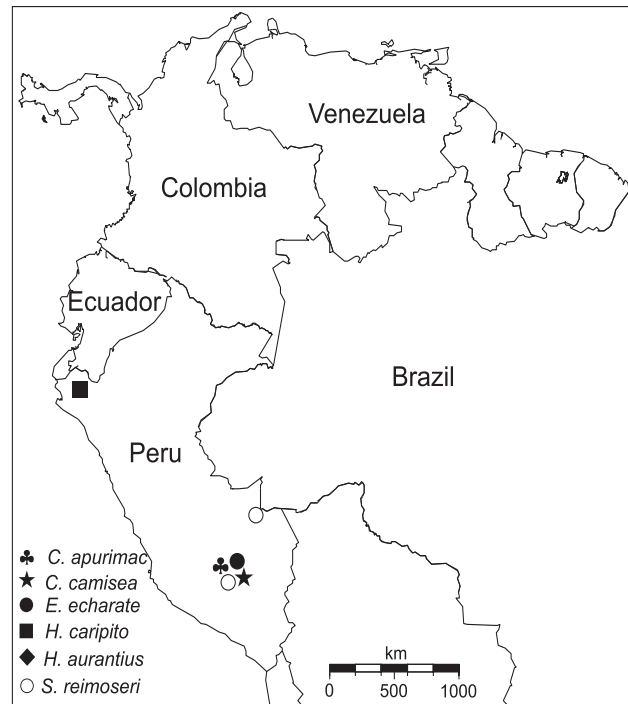 Venezuela
Colombia
Ecuador
Brazil
Peru
C. apurimac
C. camisea
E. echarate
H. caripito
H. aurantius
S. reimoseri
km
0 500 1000